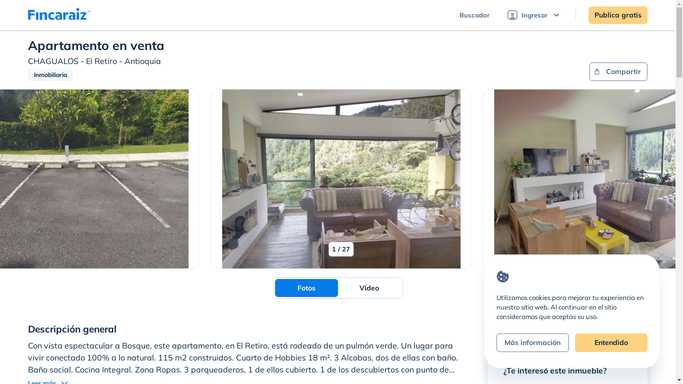 Fincaraiz
Buscador
Ingresar
Publica gratis
Apartamento en venta
CHAGUALOS - El Retiro - Antioquia
Inmobiliaria
Compartir
1 / 27
Fotos
Video
Descripción general
Con vista espectacular a Bosque, este apartamento, en El Retiro, está rodeado de un pulmón verde. Un lugar para
vivir conectado 100% a lo natural. 115 m2 construidos. Cuarto de Hobbies 18 m². 3 Alcobas, dos de ellas con baño.
Baño social. Cocina Integral. Zona Ropas. 3 parqueaderos, 1 de ellos cubierto. 1 de los descubiertos con punto de...
Leer más
Utilizamos cookies para mejorar tu experiencia en
nuestro sitio web. Al continuar en el sitio
consideramos que aceptas su uso.
Más información
Entendido
¿Te interesó este inmueble?